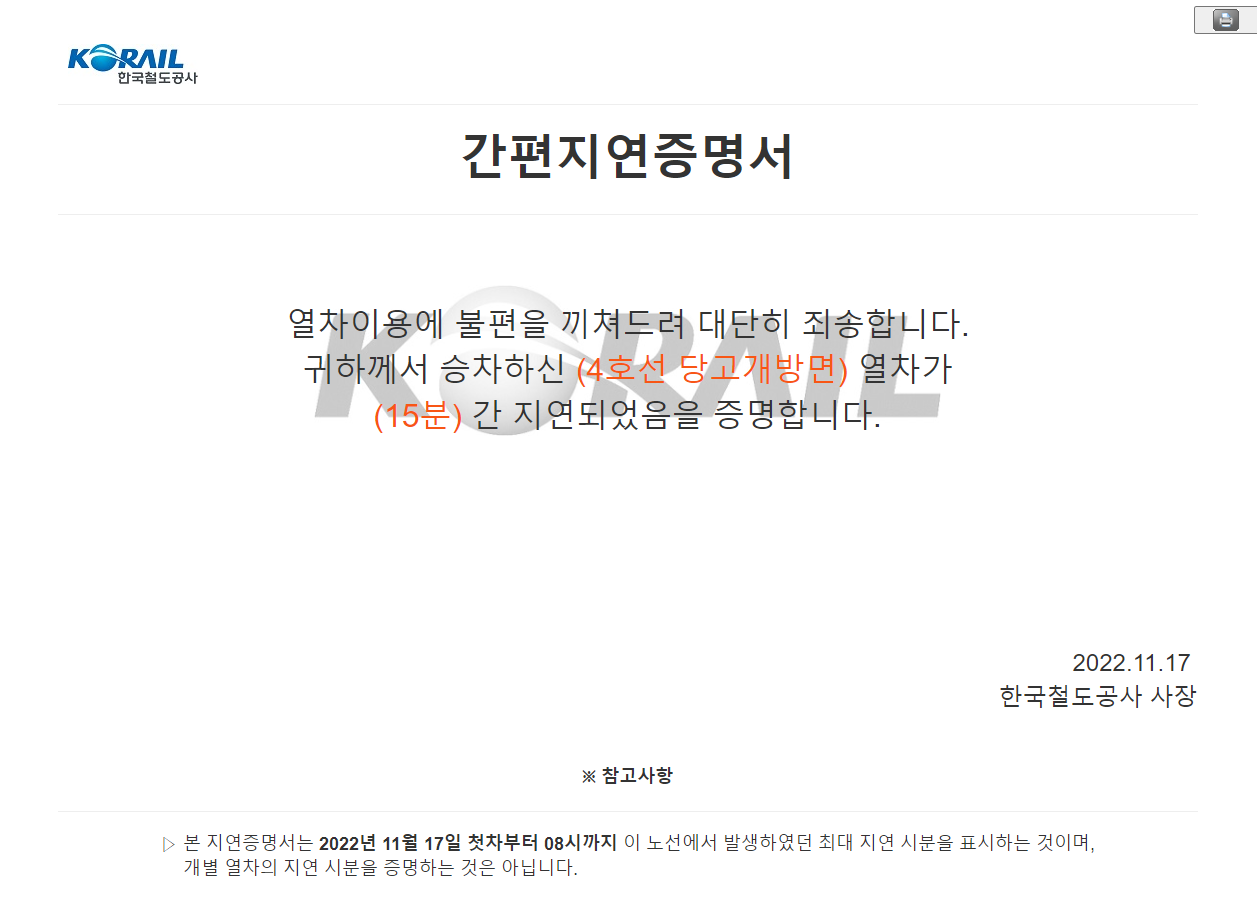 KORAIL
한국철도공사
간편지연증명서
KORAIL
열차이용에 불편을 끼쳐드려 대단히 죄송합니다.
귀하께서 승차하신 (4호선 당고개방면) 열차가
(15분) 간 지연되었음을 증명합니다.
2022.11.17
한국철도공사 사장
※ 참고사항
▷ 본 지연증명서는 2022년 11월 17일 첫차부터 08시까지 이 노선에서 발생하였던 최대 지연 시분을 표시하는 것이며,
개별 열차의 지연 시분을 증명하는 것은 아닙니다.